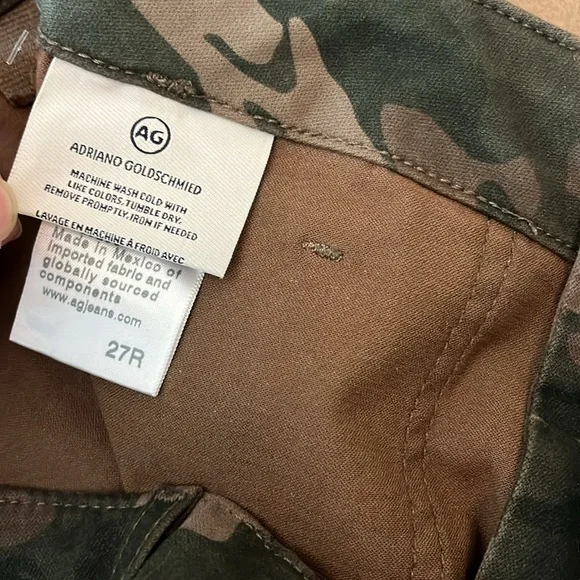 AG
ADRIANO GOLDSCHMIED
MACHINE WASH COLD WITH
LIKE COLORS, TUMBLE DRY,
REMOVE PROMPTLY, IRON IF NEEDED
LAVAGE EN MACHINE À FROID AVEC
Made in Mexico of
imported fabric and
globally sourced
components
www.agjeans.com
27R